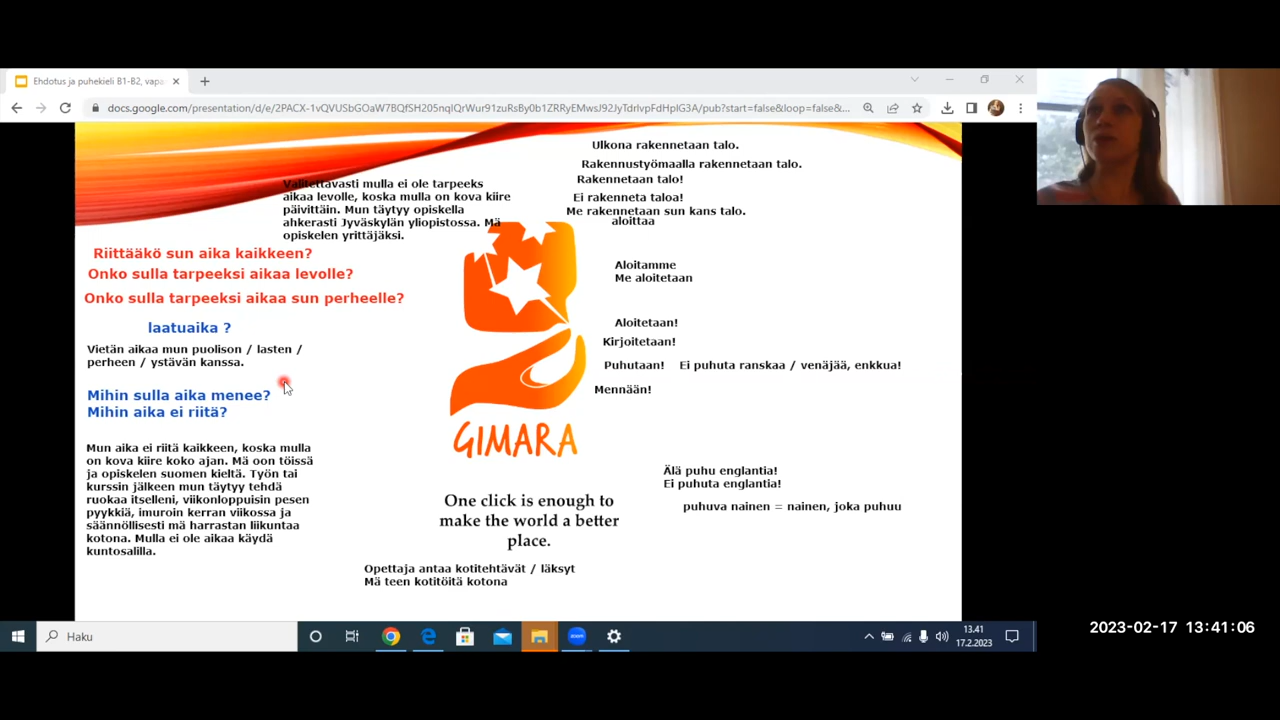 Ehdotus ja puhekieli B1-B2, vapa
docs.google.com/presentation/d/e/2PACX-1vQVUSbGOaW7BQfSH205nqIQrWur91zuRsBy0b1ZRRyEMwsJ92JyTdrlvpFdHpIG3A/pub?start=false&loop=false&...
Ulkona rakennetaan talo.
Rakennustyömaalla rakennetaan talo.
Rakennetaan talo!
Ei rakenneta taloa!
Me rakennetaan sun kans talo.
aloittaa
Valitettavasti mulla ei ole tarpeeks
aikaa levolle, koska mulla on kova kiire
päivittäin. Mun täytyy opiskella
ahkerasti Jyväskylän yliopistossa. Mä
opiskelen yrittäjäksi.
Riittääkö sun aika kaikkeen?
Onko sulla tarpeeksi aikaa levolle?
Onko sulla tarpeeksi aikaa sun perheelle?
laatuaika ?
Vietän aikaa mun puolison / lasten /
perheen / ystävän kanssa.
Mihin sulla aika menee?
Mihin aika ei riitä?
Mun aika ei riitä kaikkeen, koska mulla
on kova kiire koko ajan. Mä oon töissä
ja opiskelen suomen kieltä. Työn tai
kurssin jälkeen mun täytyy tehdä
ruokaa itselleni, viikonloppuisin pesen
pyykkiä, imuroin kerran viikossa ja
säännöllisesti mä harrastan liikuntaa
kotona. Mulla ei ole aikaa käydä
kuntosalilla.
Aloitamme
Me aloitetaan
Aloitetaan!
Kirjoitetaan!
Puhutaan! Ei puhuta ranskaa / venäjää, enkkua!
Mennään!
GIMARA
One click is enough to
make the world a better
place.
Älä puhu englantia!
Ei puhuta englantia!
puhuva nainen = nainen, joka puhuu
Opettaja antaa kotitehtävät / läksyt
Mä teen kotitöitä kotona
Haku
zoom
13.41
17.2.2023
2023-02-17 13:41:06